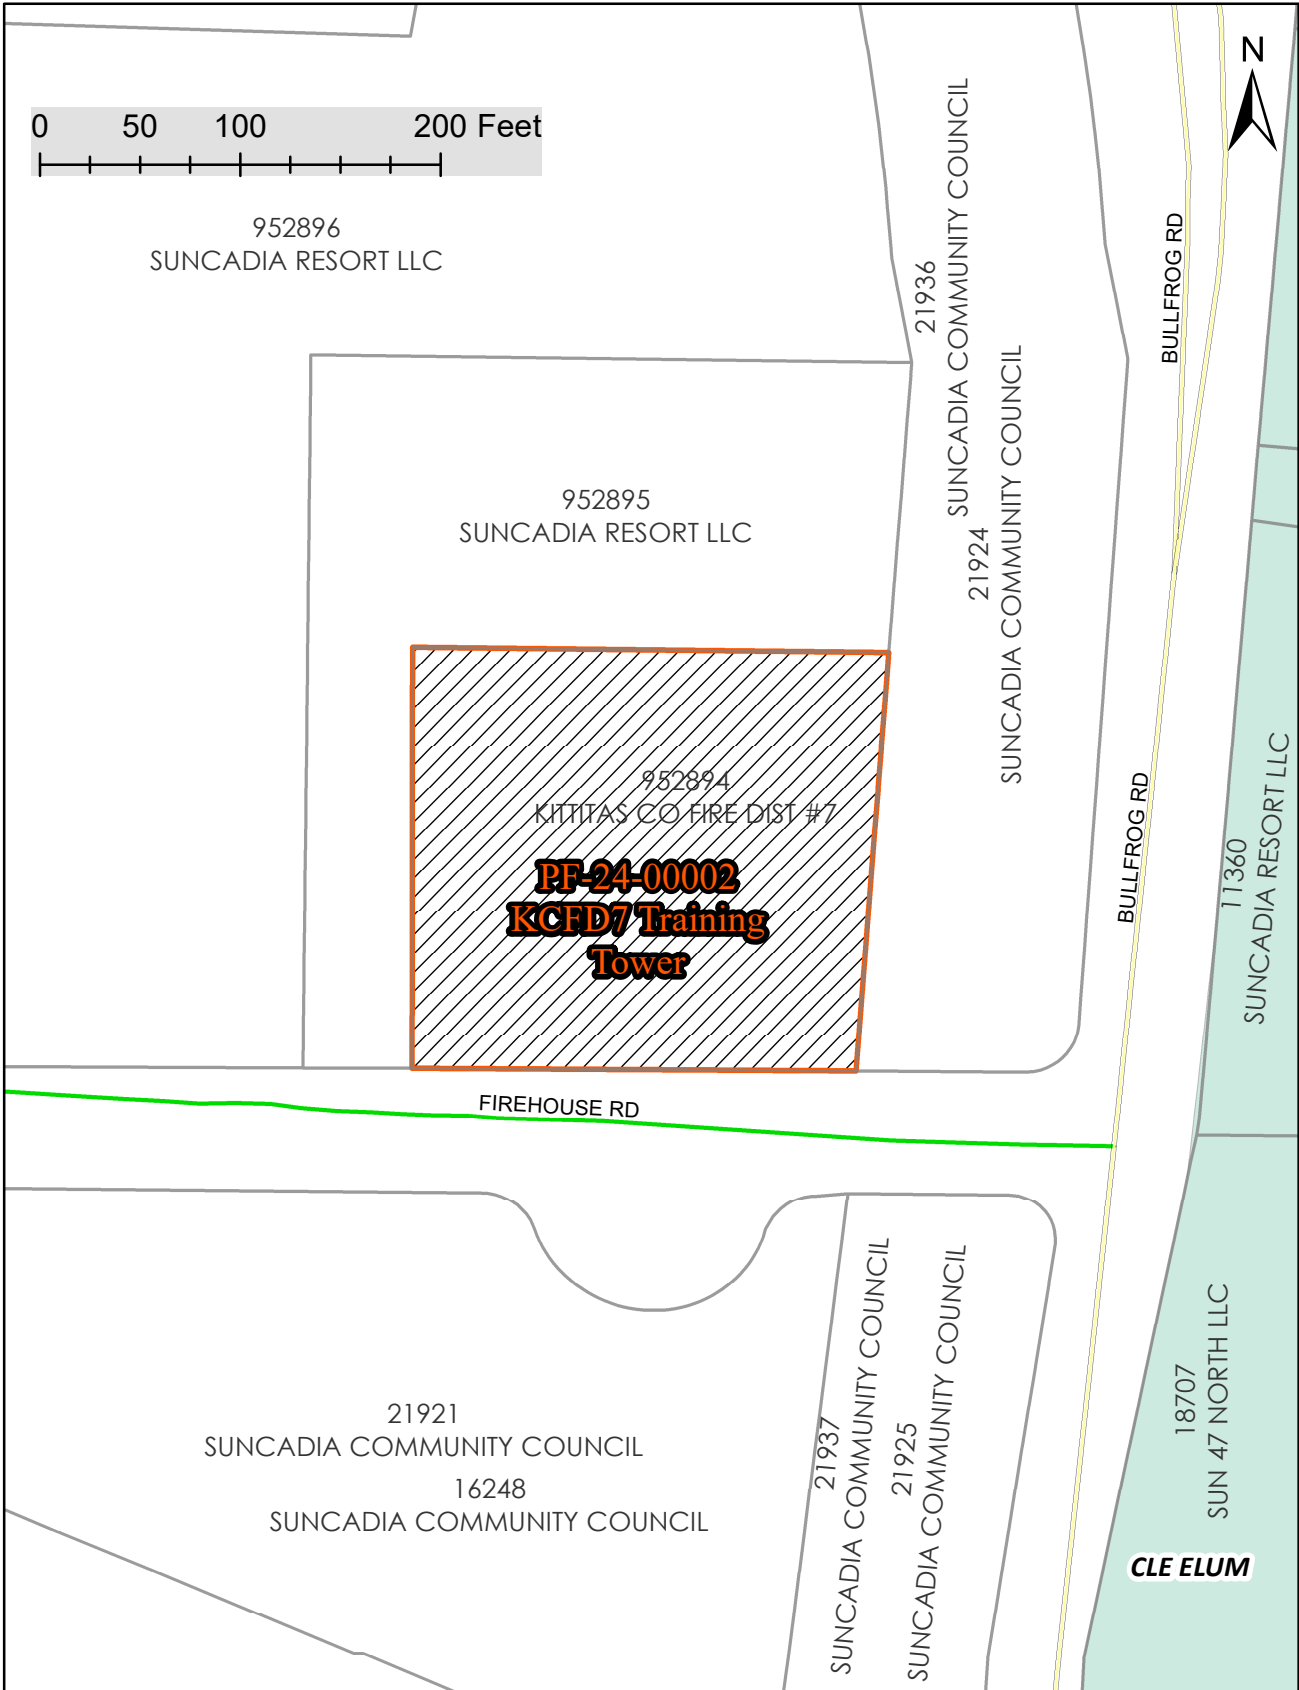 N
0 50 100 200 Feet
952896
SUNCADIA RESORT LLC
21936
SUNCADIA COMMUNITY COUNCIL
BULLFROG RD
21924
SUNCADIA COMMUNITY COUNCIL
952895
SUNCADIA RESORT LLC
952894
KITTITAS CO FIRE DIST #7
PF-24-00002
KCFD7 Training
Tower
BULLFROG RD
11360
SUNCADIA RESORT LLC
FIREHOUSE RD
21921
SUNCADIA COMMUNITY COUNCIL
16248
SUNCADIA COMMUNITY COUNCIL
21937
SUNCADIA COMMUNITY COUNCIL
21925
SUNCADIA COMMUNITY COUNCIL
18707
SUN 47 NORTH LLC
CLE ELUM